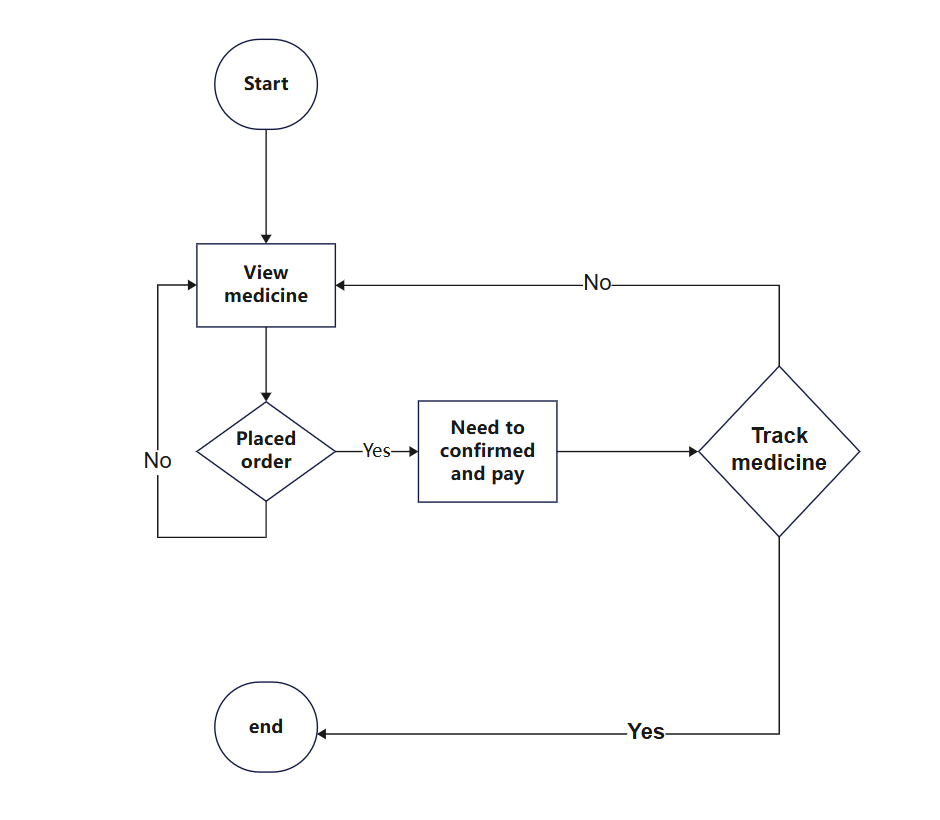 Start
View
medicine
No
Placed
order
Yes
Need to
confirmed
and pay
Track
medicine
No
end
Yes